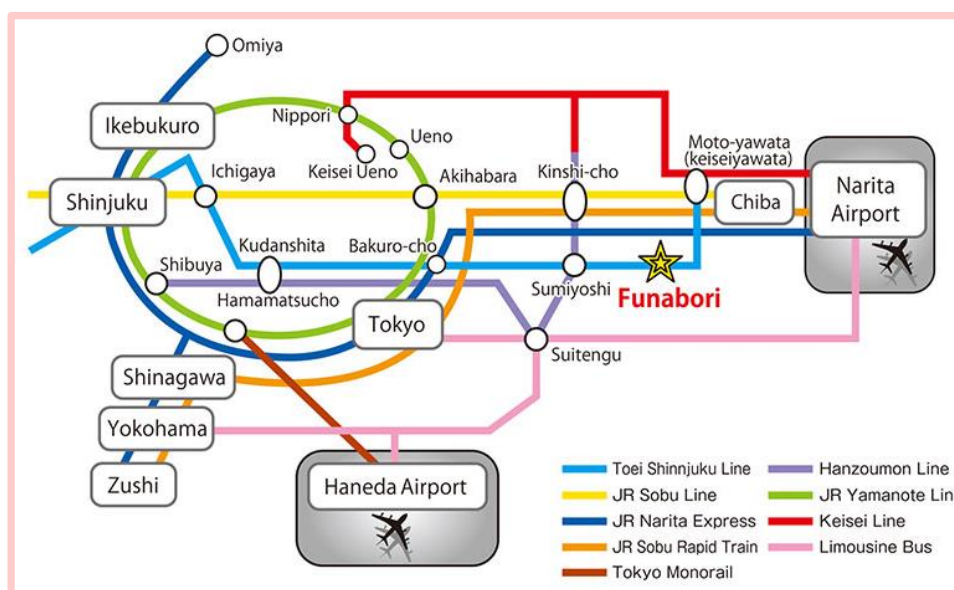 Omiya
Ikebukuro
Nippori
Ueno
Keisei Ueno
Moto-yawata
(keiseiyawata)
Shinjuku
Ichigaya
Akihabara
Kinshi-cho
Chiba
Narita
Airport
Kudanshita
Bakuro-cho
Shibuya
Hamamatsucho
Sumiyoshi
Funabori
Tokyo
Suitengu
Shinagawa
Yokohama
Zushi
Haneda Airport
Toei Shinnjuku Line
Hanzoumon Line
JR Sobu Line
JR Yamanote Lin
JR Narita Express
Keisei Line
JR Sobu Rapid Train
Limousine Bus
Tokyo Monorail